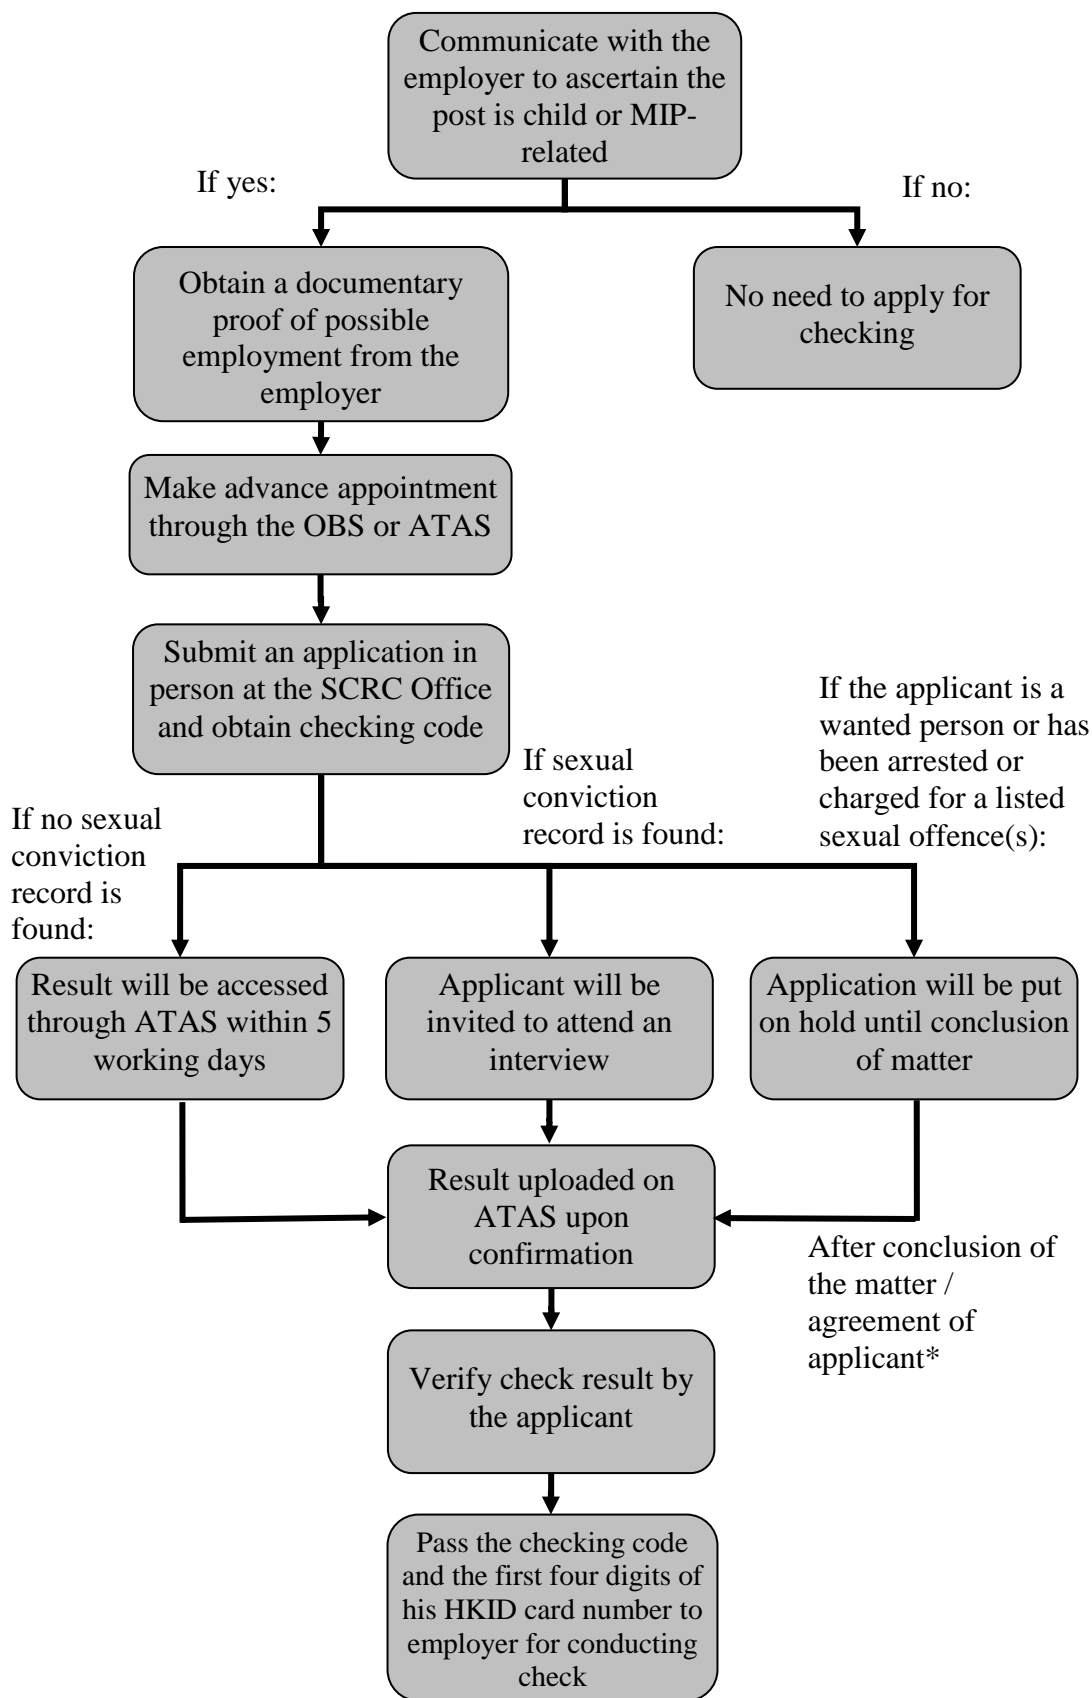 Communicate with the
employer to ascertain the
post is child or MIP-
related
If yes:
If no:
Obtain a documentary
proof of possible
employment from the
employer
No need to apply for
checking
Make advance appointment
through the OBS or ATAS
Submit an application in
person at the SCRC Office
and obtain checking code
If no sexual
conviction
record is
found:
If sexual
conviction
record is found:
If the applicant is a
wanted person or has
been arrested or
charged for a listed
sexual offence(s):
Result will be accessed
through ATAS within 5
working days
Applicant will be
invited to attend an
interview
Application will be put
on hold until conclusion
of matter
Result uploaded on
ATAS upon
confirmation
After conclusion of
the matter /
agreement of
applicant*
Verify check result by
the applicant
Pass the checking code
and the first four digits of
his HKID card number to
employer for conducting
check